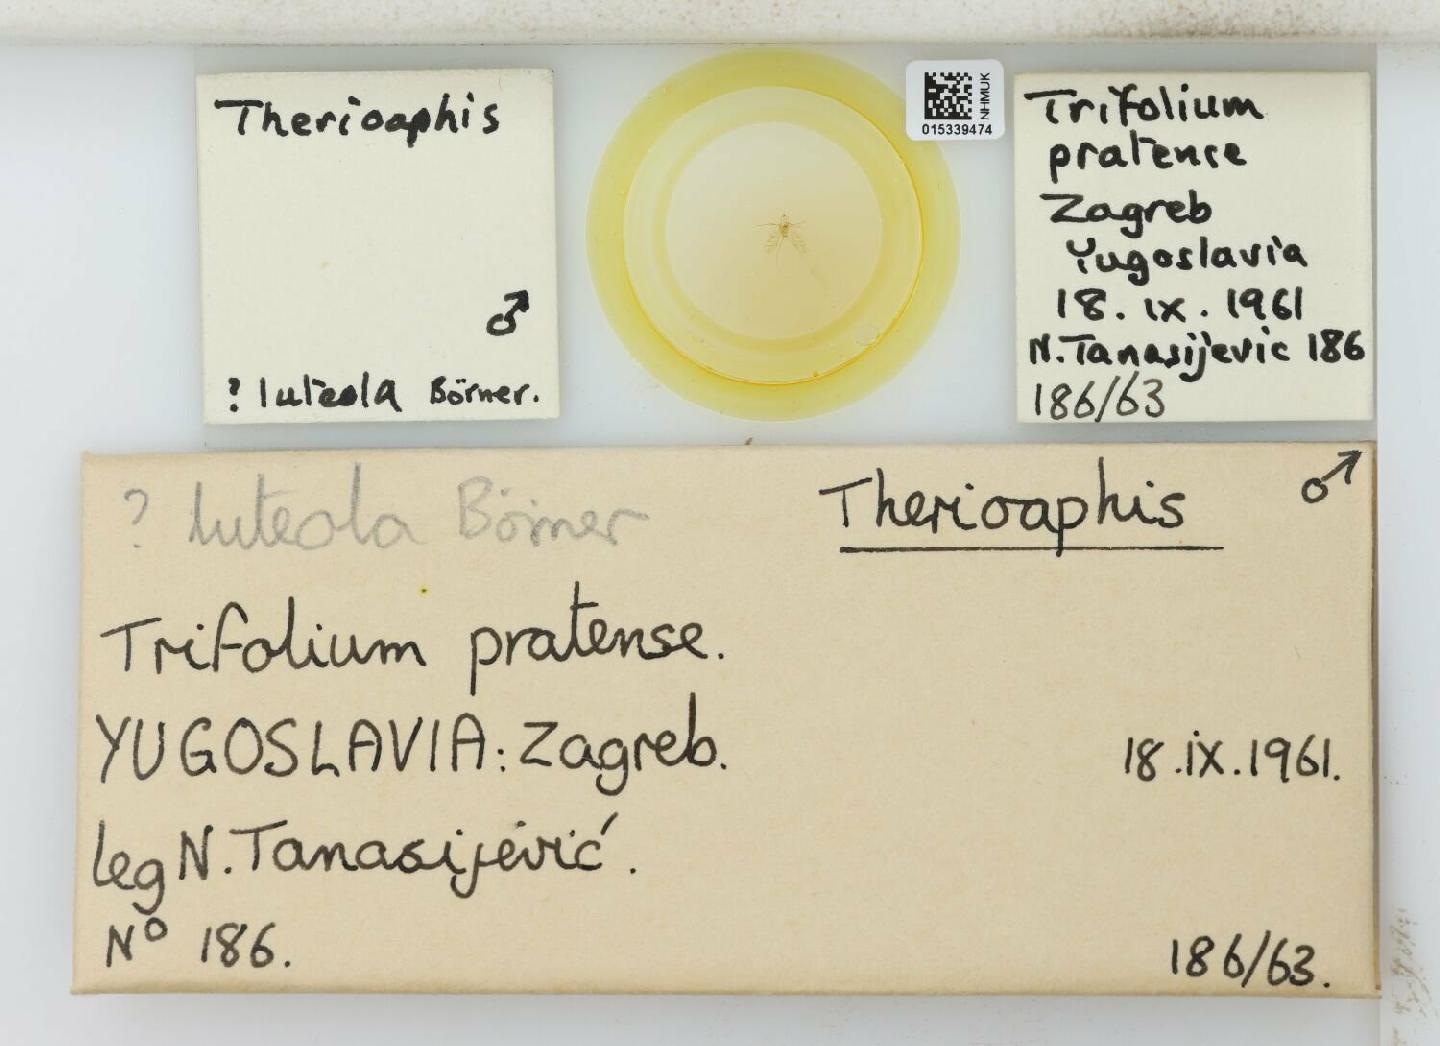 Therioaphis
♂
? luteola Börner.
NHMUK
015339474
Trifolium
pratense
Zagreb
Yugoslavia
18. ix. 1961
N. Tanasijevic 186
186/63
? luteola Börner
Therioaphis ♂
Trifolium pratense.
YUGOSLAVIA: Zagreb.
18.ix.1961.
leg N. Tanasijević.
Nº 186.
186/63.